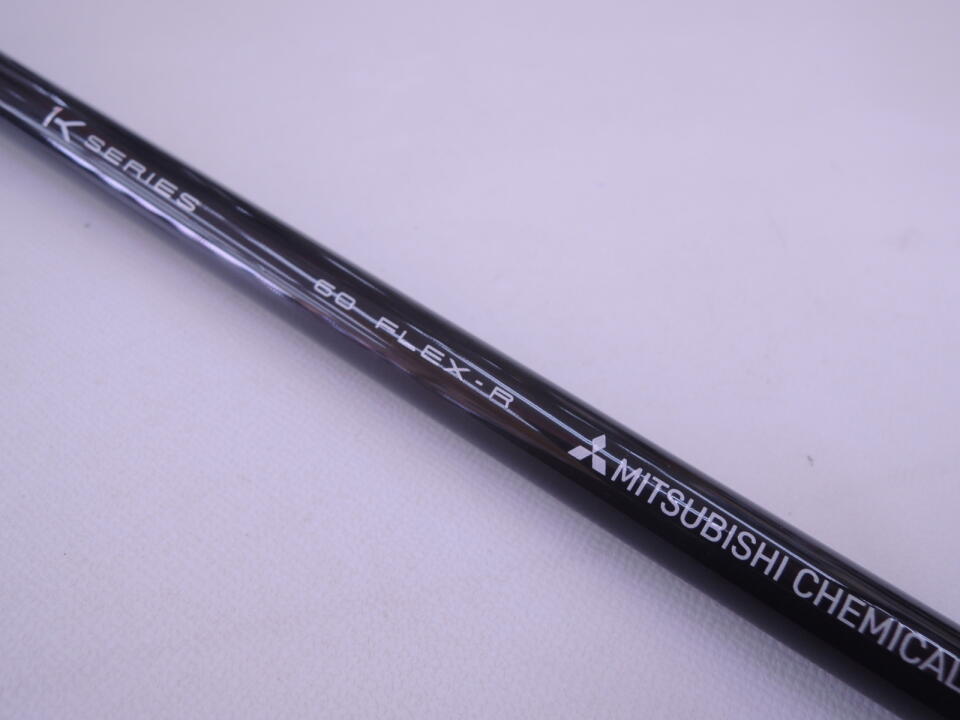 K SERIES
60 FLEX-R
MITSUBISHI CHEMICAL